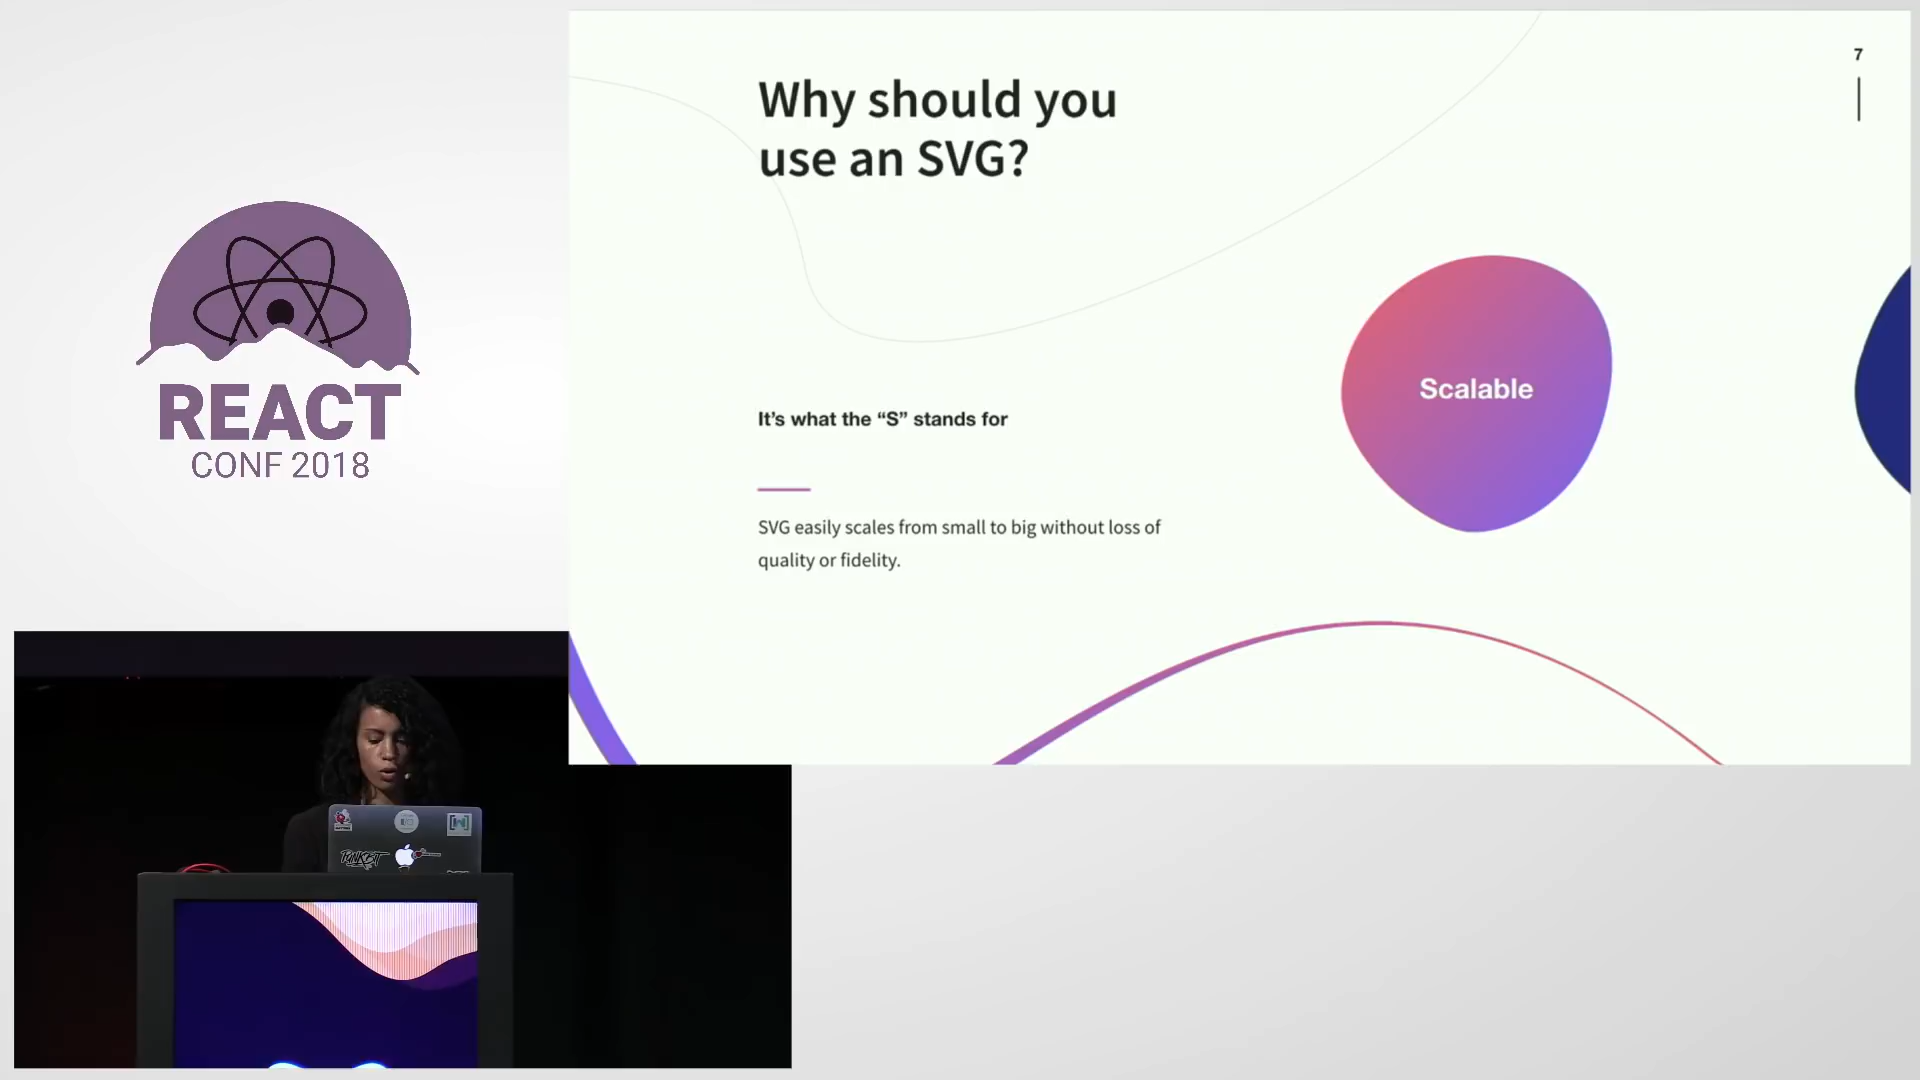 REACT
CONF 2018
7
Why should you
use an SVG?
It's what the “S” stands for
SVG easily scales from small to big without loss of
quality or fidelity.
Scalable